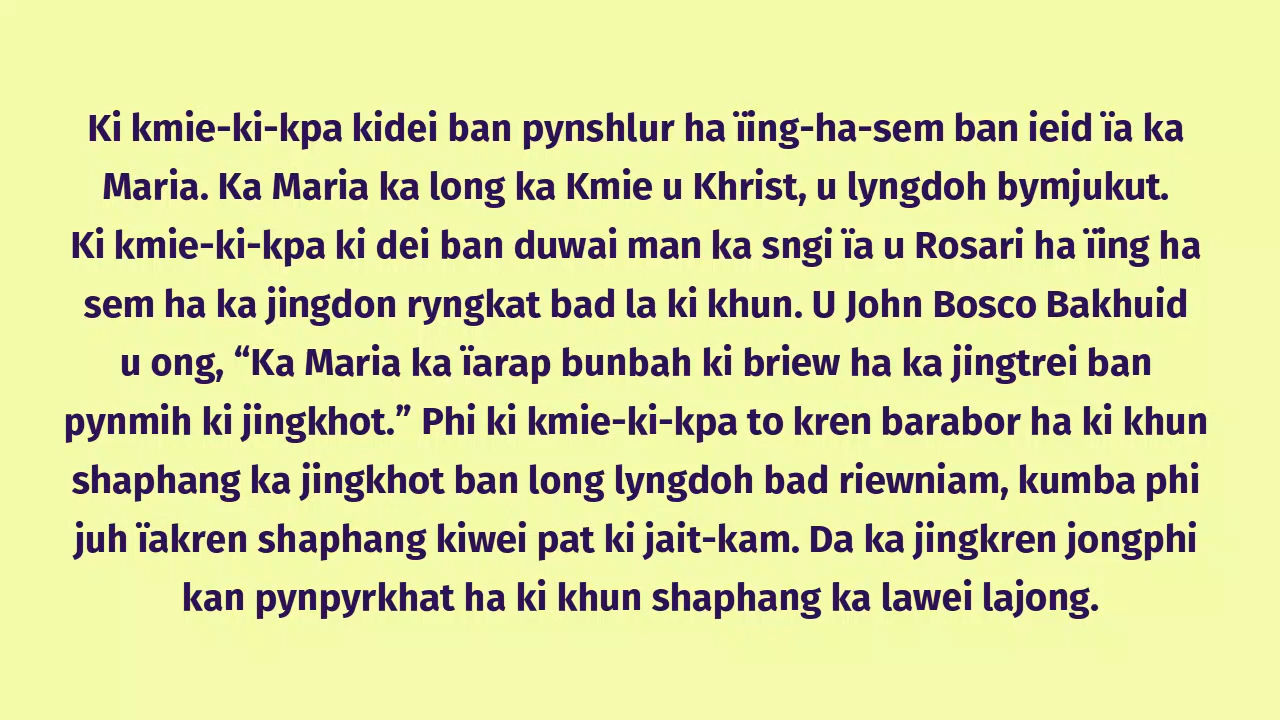 Ki kmie-ki-kpa kidei ban pynshlur ha ïing-ha-sem ban ieid ïa ka
Maria. Ka Maria ka long ka Kmie u Khrist, u lyngdoh bymjukut.
Ki kmie-ki-kpa ki dei ban duwai man ka sngi ïa u Rosari ha ïing ha
sem ha ka jingdon ryngkat bad la ki khun. U John Bosco Bakhuid
u ong, “Ka Maria ka ïarap bunbah ki briew ha ka jingtrei ban
pynmih ki jingkhot.” Phi ki kmie-ki-kpa to kren barabor ha ki khun
shaphang ka jingkhot ban long lyngdoh bad riewniam, kumba phi
juh ïakren shaphang kiwei pat ki jait-kam. Da ka jingkren jongphi
kan pynpyrkhat ha ki khun shaphang ka lawei lajong.